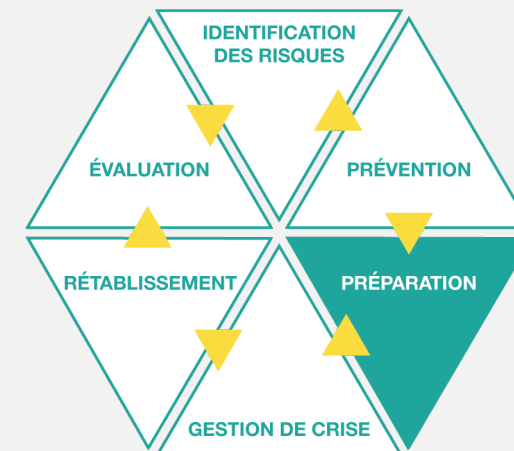 IDENTIFICATION
DES RISQUES
ÉVALUATION
PRÉVENTION
RÉTABLISSEMENT
PRÉPARATION
GESTION DE CRISE